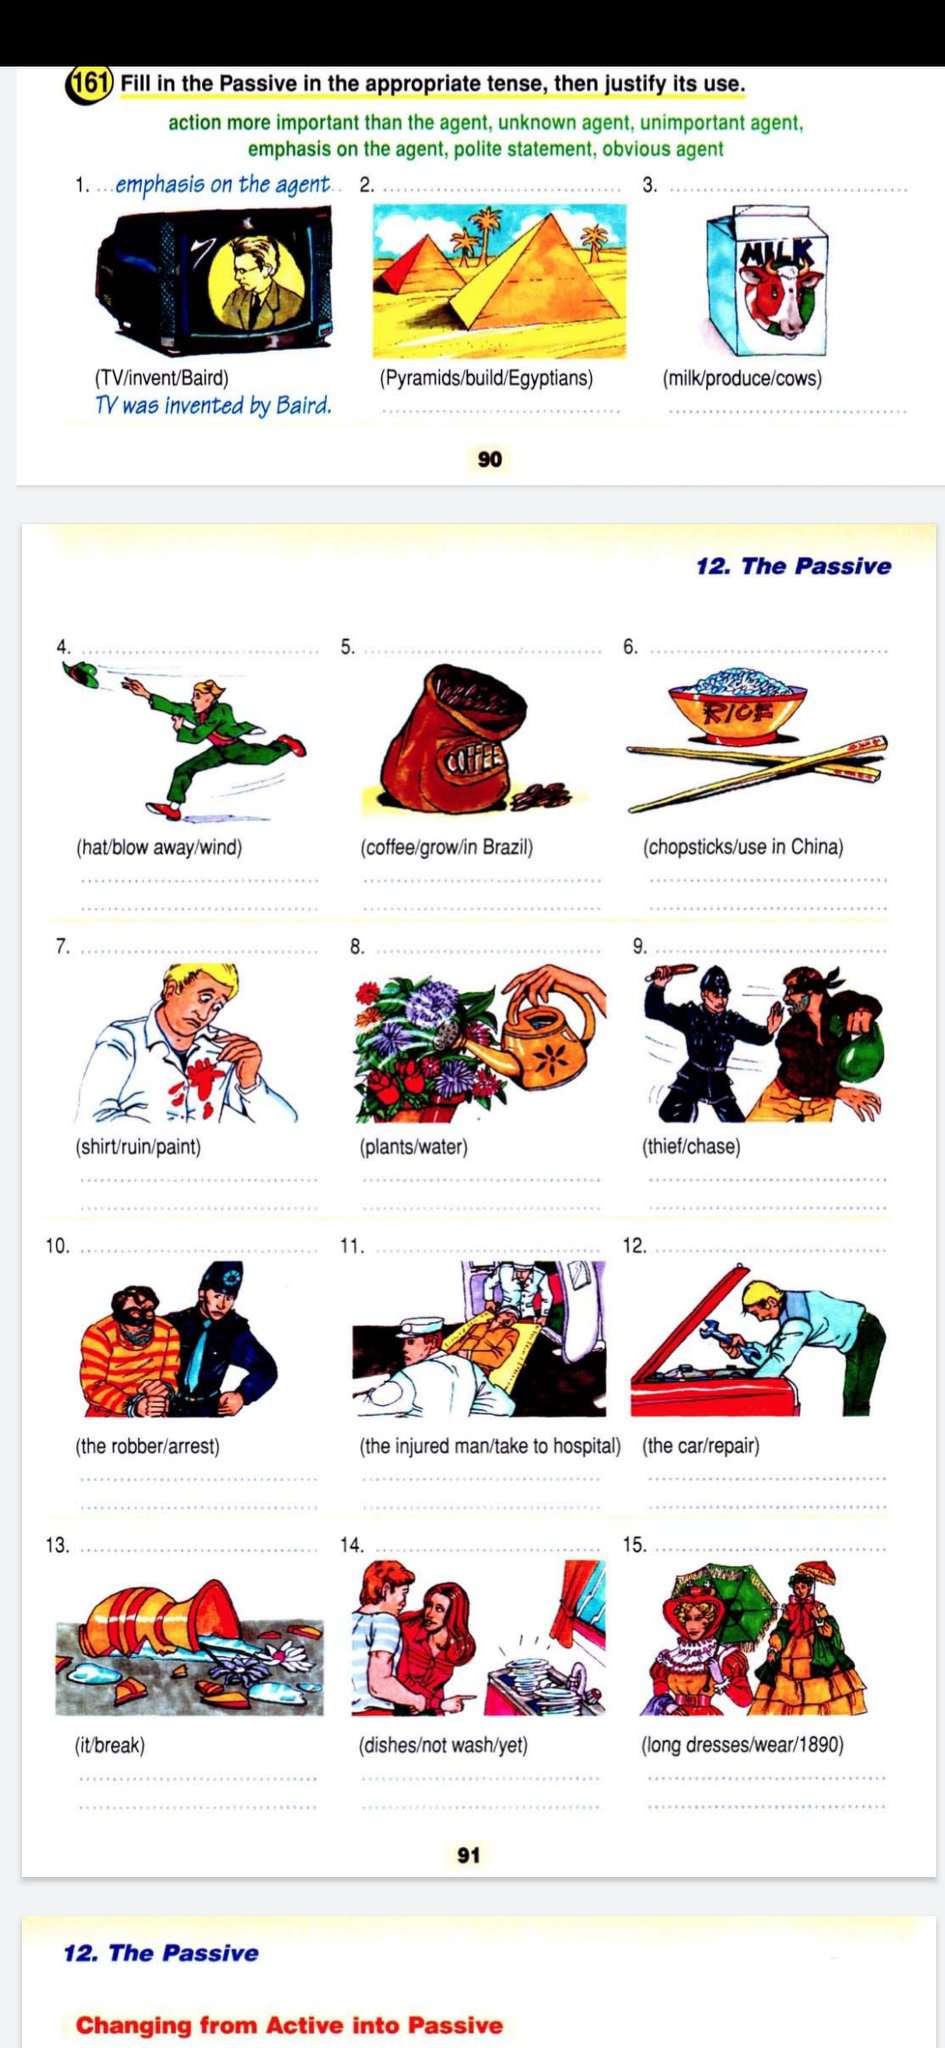 161 Fill in the Passive in the appropriate tense, then justify its use.
action more important than the agent, unknown agent, unimportant agent,
emphasis on the agent, polite statement, obvious agent
1. ...emphasis on the agent.. 2. .......... 3. ..........
MILK
(TV/invent/Baird) (Pyramids/build/Egyptians) (milk/produce/cows)
TV was invented by Baird.
90
12. The Passive
4. .......... 5. .......... 6. ..........
COFFEE
RICE
(hat/blow away/wind) (coffee/grow/in Brazil) (chopsticks/use in China)
7. .......... 8. .......... 9. ..........
(shirt/ruin/paint) (plants/water) (thief/chase)
10. .......... 11. .......... 12. ..........
(the robber/arrest) (the injured man/take to hospital) (the car/repair)
13. .......... 14. .......... 15. ..........
(it/break) (dishes/not wash/yet) (long dresses/wear/1890)
91
12. The Passive
Changing from Active into Passive